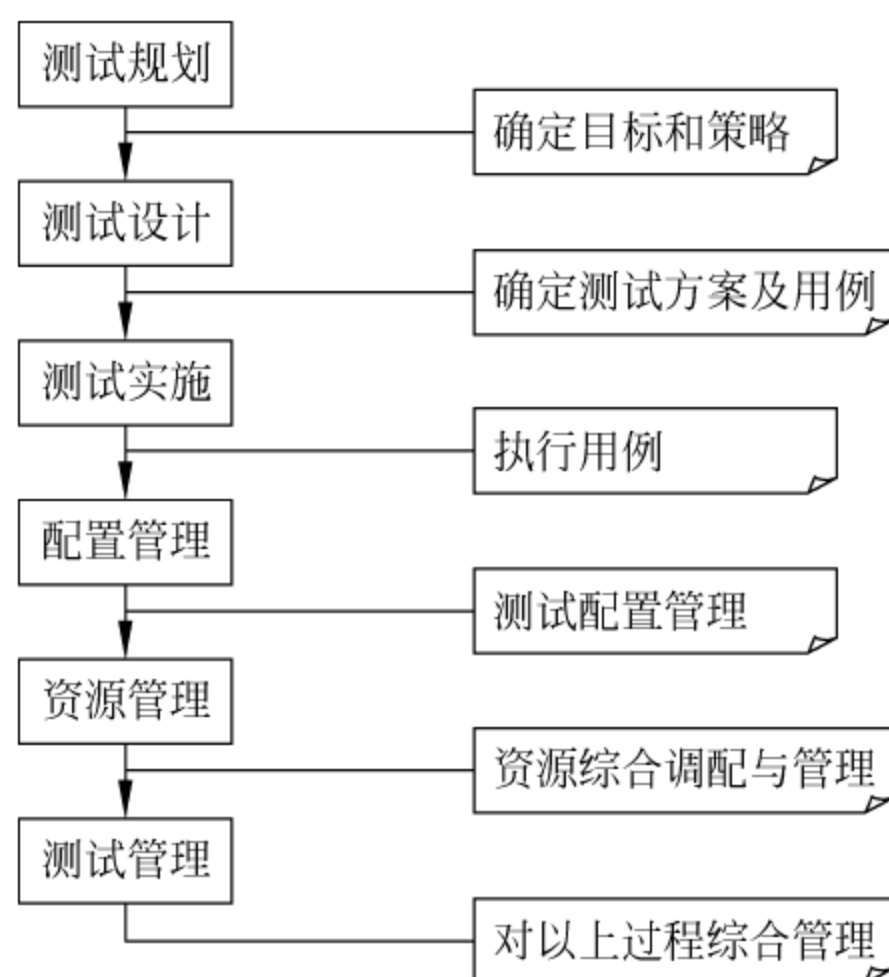 测试规划
确定目标和策略
测试设计
确定测试方案及用例
测试实施
执行用例
配置管理
测试配置管理
资源管理
资源综合调配与管理
测试管理
对以上过程综合管理